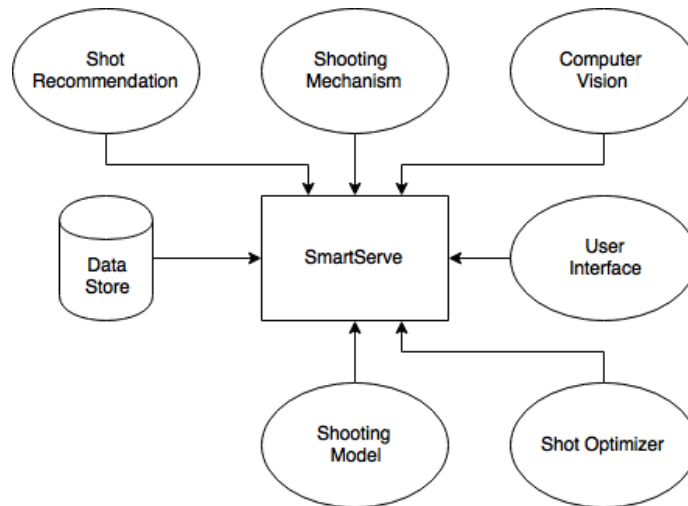 Shot
Recommendation
Shooting
Mechanism
Computer
Vision
Data
Store
SmartServe
User
Interface
Shooting
Model
Shot Optimizer